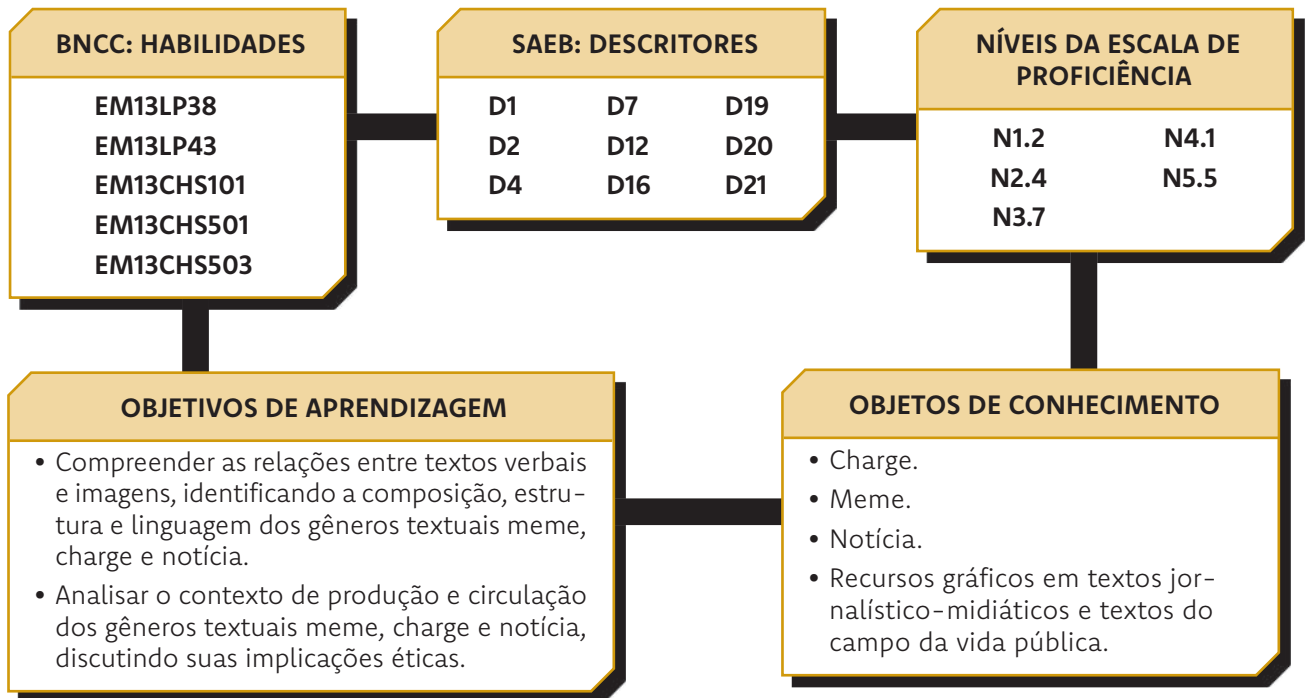 BNCC: HABILIDADES
EM13LP38
EM13LP43
EM13CHS101
EM13CHS501
EM13CHS503
SAEB: DESCRITORES
D1 D7 D19
D2 D12 D20
D4 D16 D21
NÍVEIS DA ESCALA DE
PROFICIÊNCIA
N1.2 N4.1
N2.4 N5.5
N3.7
OBJETIVOS DE APRENDIZAGEM
• Compreender as relações entre textos verbais
e imagens, identificando a composição, estru-
tura e linguagem dos gêneros textuais meme,
charge e notícia.
• Analisar o contexto de produção e circulação
dos gêneros textuais meme, charge e notícia,
discutindo suas implicações éticas.
OBJETOS DE CONHECIMENTO
• Charge.
• Meme.
• Notícia.
• Recursos gráficos em textos jor-
nalístico-midiáticos e textos do
campo da vida pública.